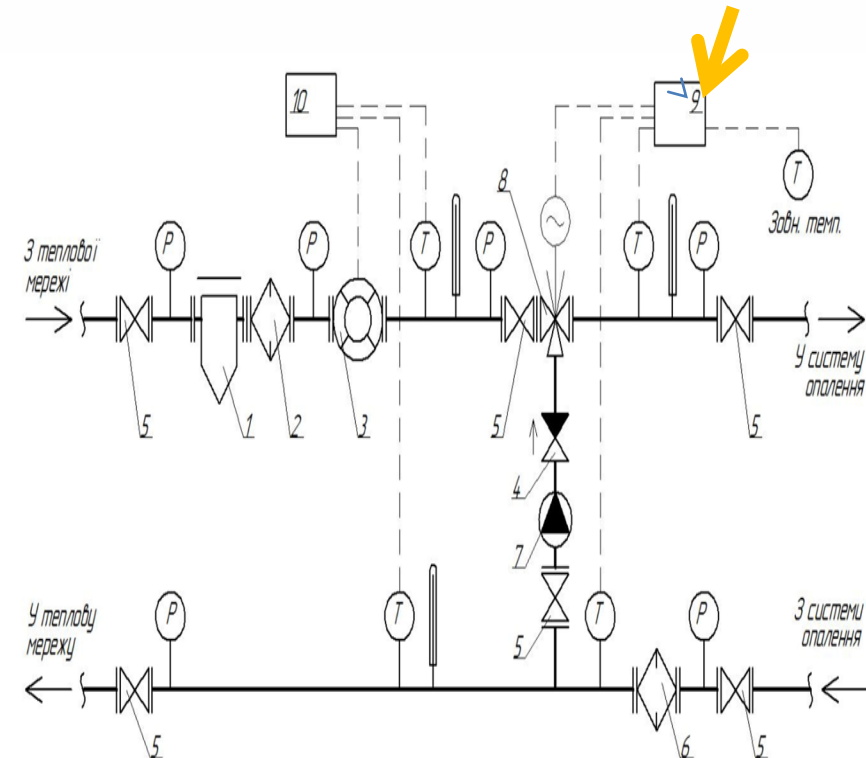 10
9
8
T
Зовн. темп.
З теплової
мережі
P
P
T
P
T
P
У систему
опалення
5
1
2
3
5
5
4
7
У теплову
мережу
P
T
5
T
P
З системи
опалення
5
6
5